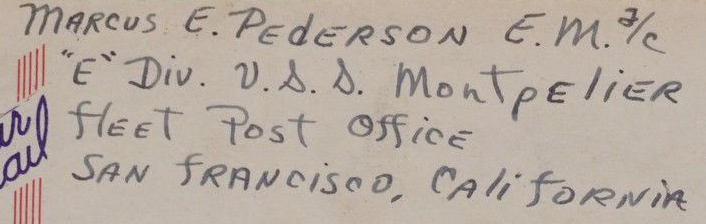 Marcus E. Pederson E.M. 3/c
"E" Div. U.S.S. Montpelier
Fleet Post Office
San Francisco, California